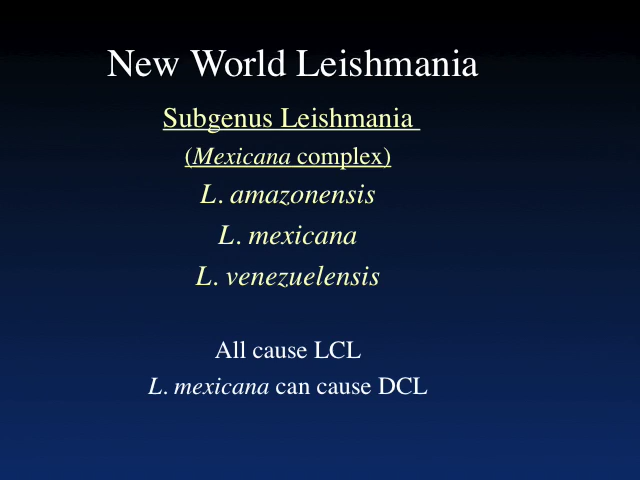 New World Leishmania
Subgenus Leishmania
(Mexicana complex)
L. amazonensis
L. mexicana
L. venezuelensis
All cause LCL
L. mexicana can cause DCL